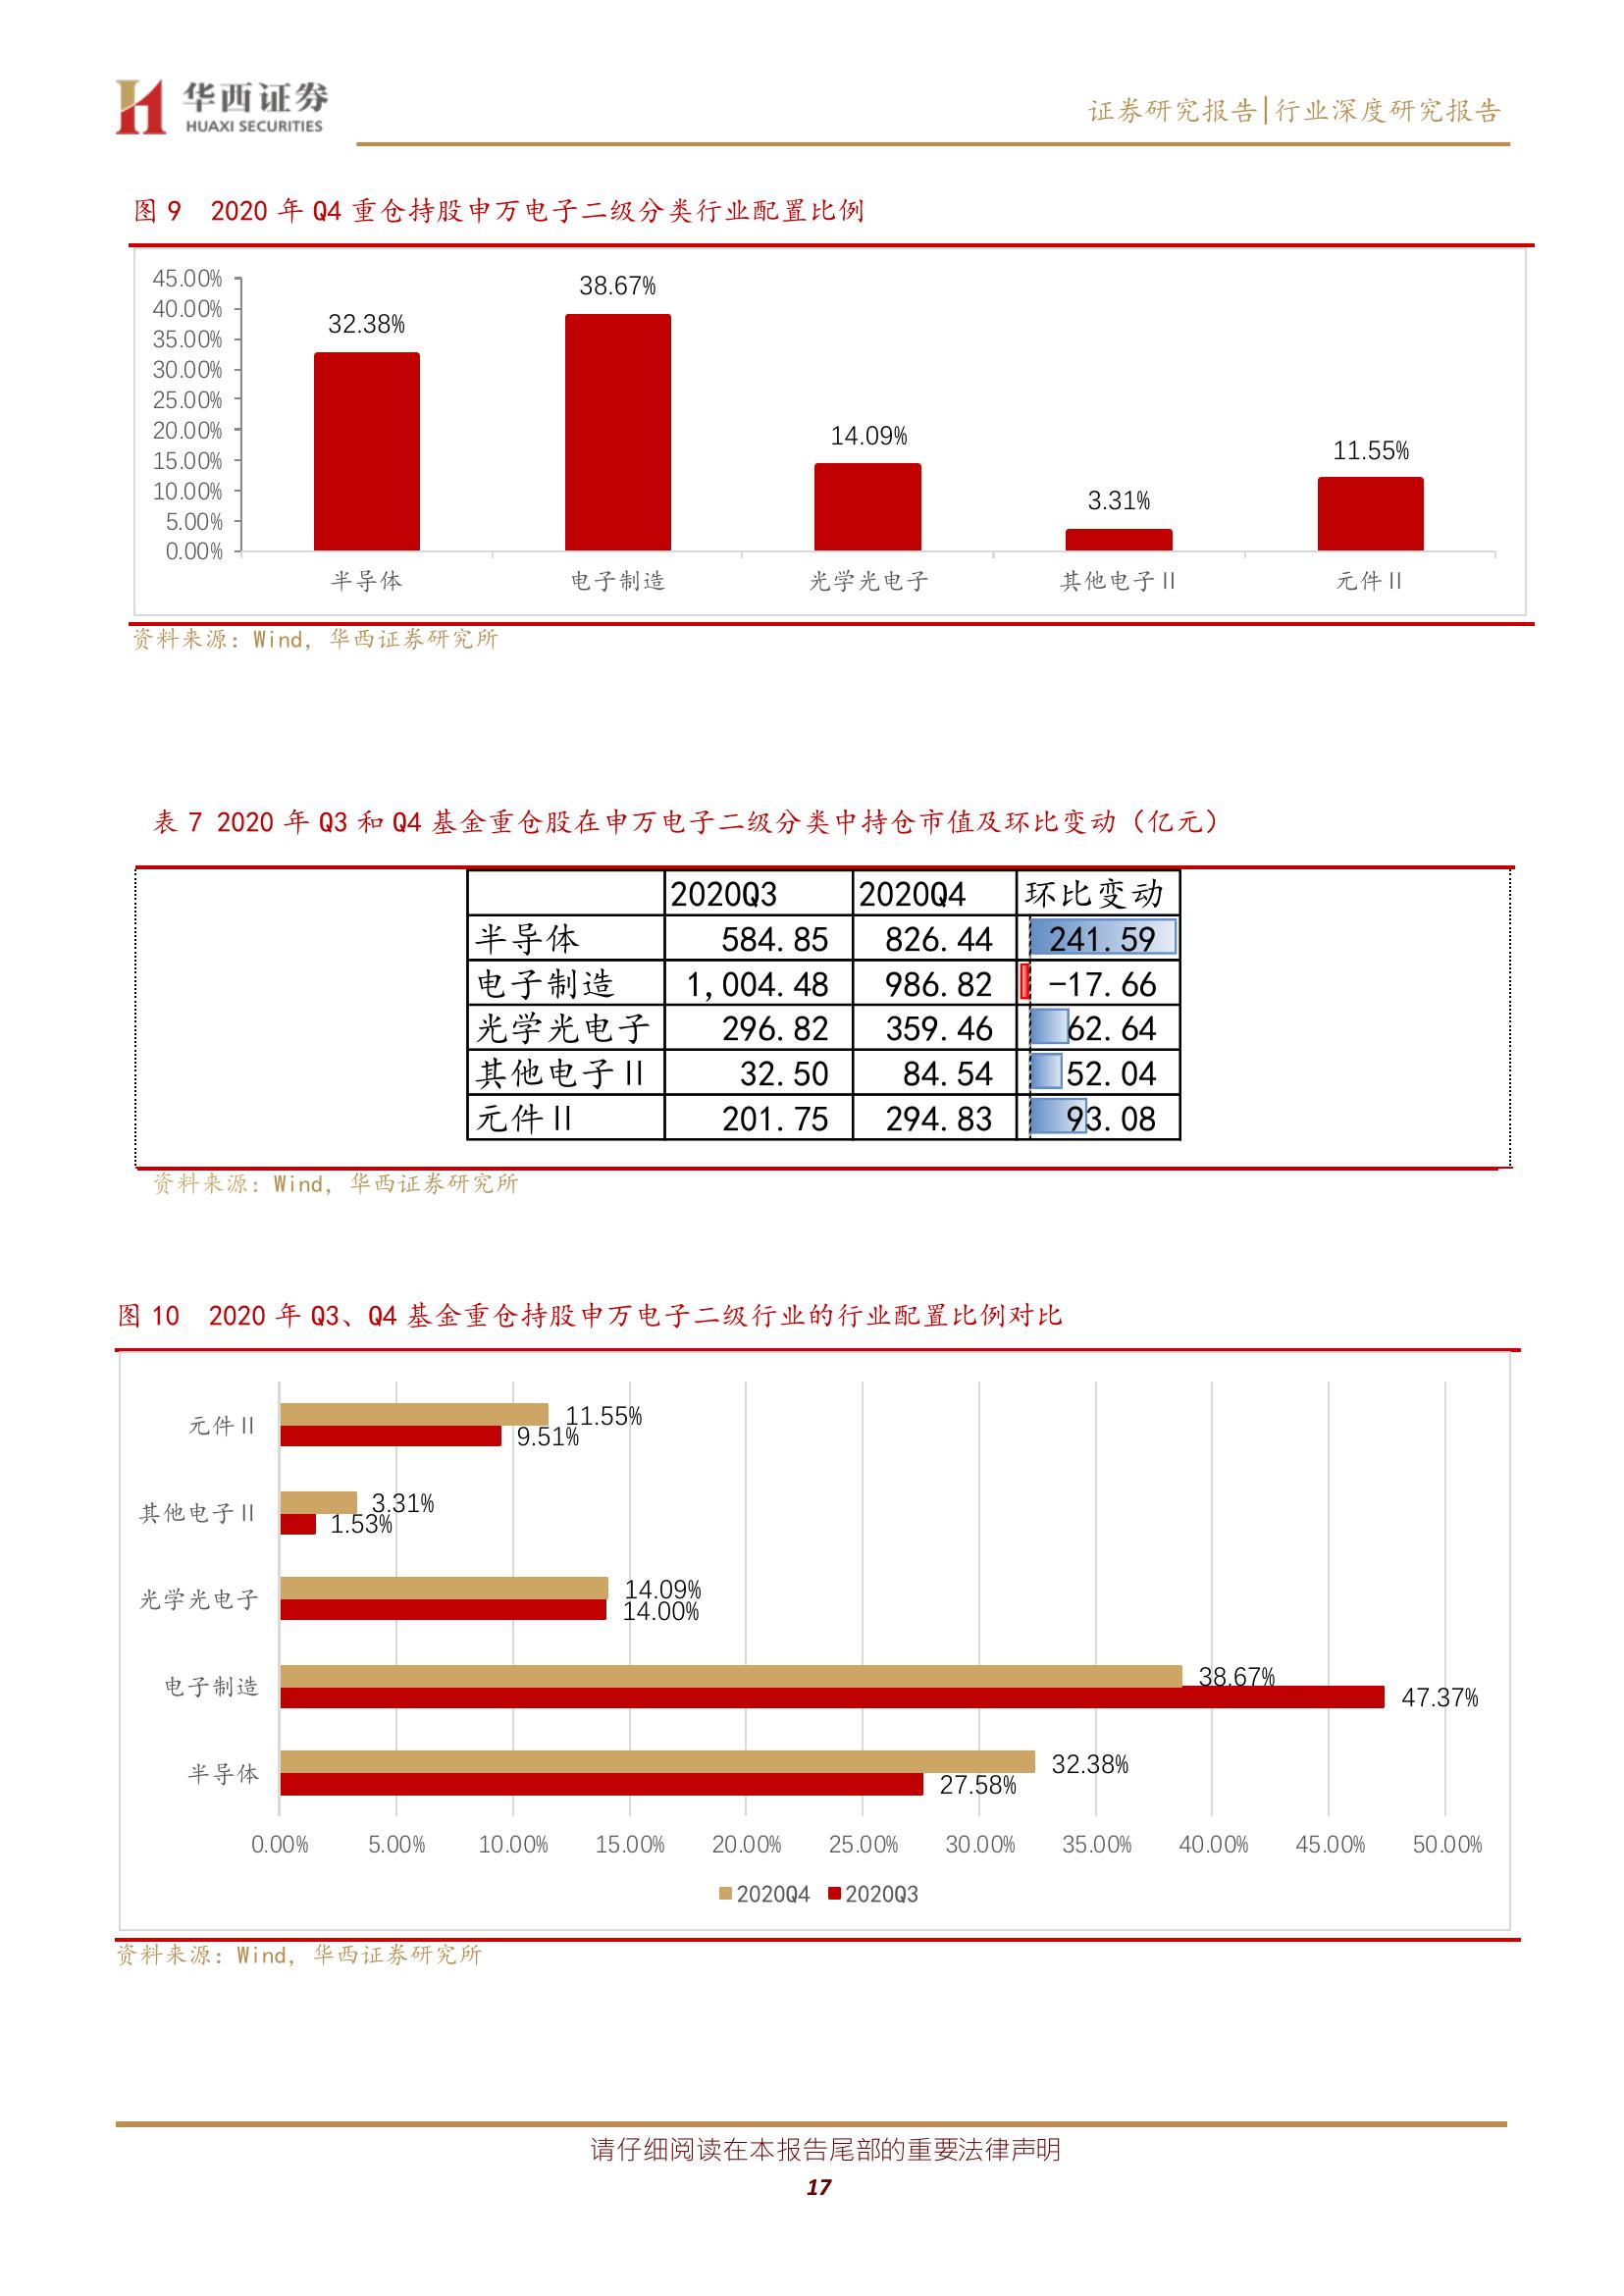 华西证券
HUAXI SECURITIES
证券研究报告|行业深度研究报告
图 9 2020 年 Q4 重仓持股申万电子二级分类行业配置比例
45.00%
40.00%
35.00%
30.00%
25.00%
20.00%
15.00%
10.00%
5.00%
0.00%
32.38%
38.67%
14.09%
3.31%
11.55%
半导体 电子制造 光学光电子 其他电子Ⅱ 元件Ⅱ
资料来源：Wind，华西证券研究所
表 7 2020 年 Q3 和 Q4 基金重仓股在申万电子二级分类中持仓市值及环比变动（亿元）
2020Q3 2020Q4 环比变动
半导体 584.85 826.44 241.59
电子制造 1,004.48 986.82 -17.66
光学光电子 296.82 359.46 62.64
其他电子Ⅱ 32.50 84.54 52.04
元件Ⅱ 201.75 294.83 93.08
资料来源：Wind，华西证券研究所
图 10 2020 年 Q3、Q4 基金重仓持股申万电子二级行业的行业配置比例对比
元件Ⅱ
11.55%
9.51%
其他电子Ⅱ
3.31%
1.53%
光学光电子
14.09%
14.00%
电子制造
38.67%
47.37%
半导体
32.38%
27.58%
0.00% 5.00% 10.00% 15.00% 20.00% 25.00% 30.00% 35.00% 40.00% 45.00% 50.00%
2020Q4 2020Q3
资料来源：Wind，华西证券研究所
请仔细阅读在本报告尾部的重要法律声明
17